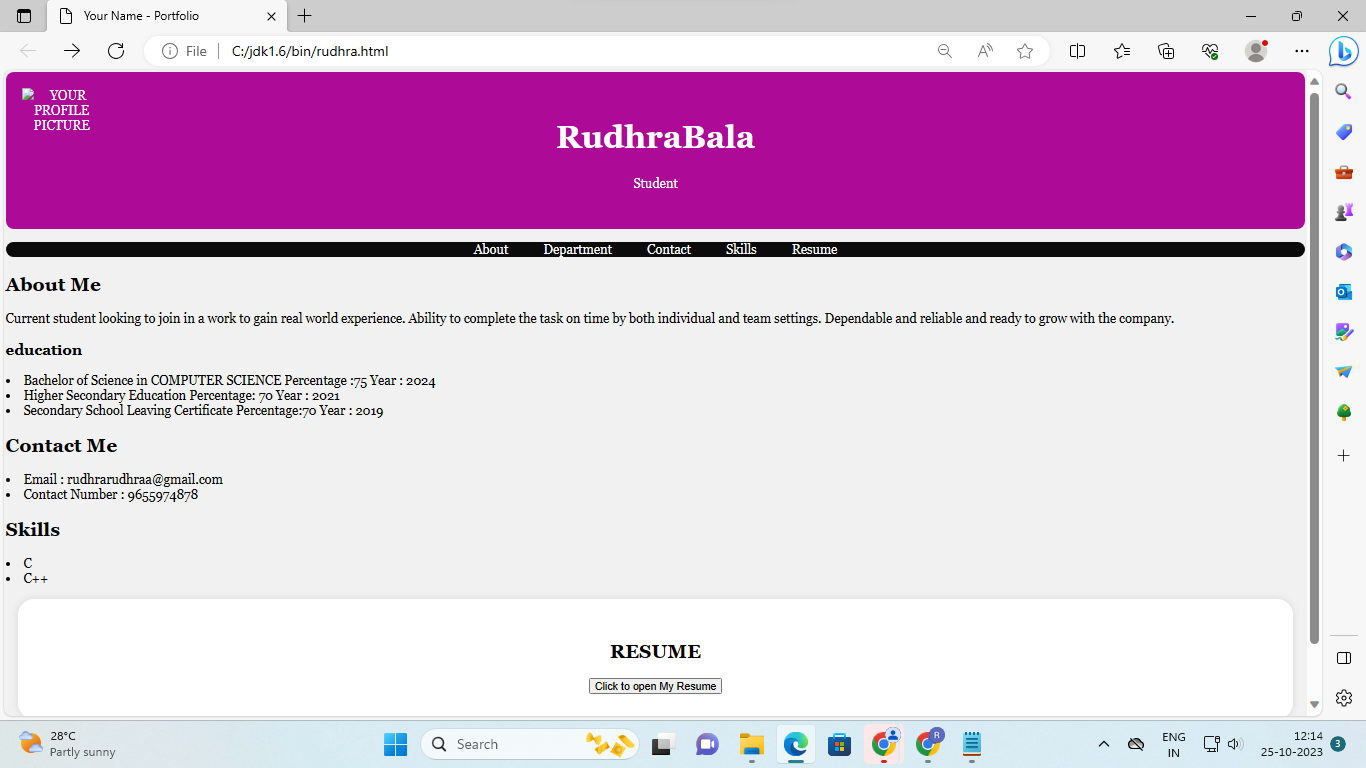 Your Name - Portfolio
File
C:/jdk1.6/bin/rudhra.html
YOUR
PROFILE
PICTURE
RudhraBala
Student
About Department Contact Skills Resume
About Me
Current student looking to join in a work to gain real world experience. Ability to complete the task on time by both individual and team settings. Dependable and reliable and ready to grow with the company.
education
• Bachelor of Science in COMPUTER SCIENCE Percentage :75 Year : 2024
• Higher Secondary Education Percentage: 70 Year : 2021
• Secondary School Leaving Certificate Percentage:70 Year : 2019
Contact Me
• Email : rudhrarudhraa@gmail.com
• Contact Number : 9655974878
Skills
• C
• C++
RESUME
Click to open My Resume
28°C
Partly sunny
Search
R
ENG
IN
12:14
25-10-2023
3